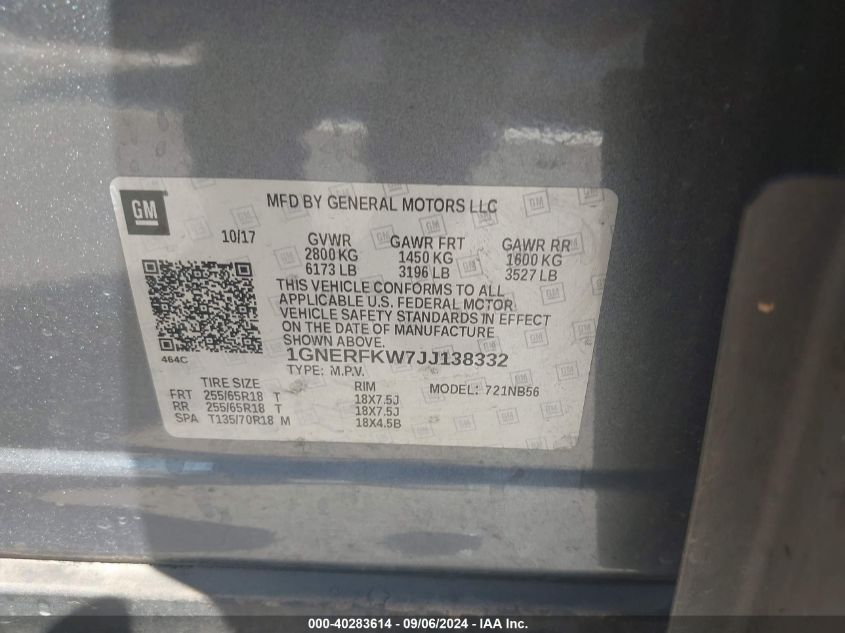 GM
MFD BY GENERAL MOTORS LLC
10/17
GVWR GAWR FRT GAWR RR
2800 KG 1450 KG 1600 KG
6173 LB 3196 LB 3527 LB
THIS VEHICLE CONFORMS TO ALL
APPLICABLE U.S. FEDERAL MOTOR
VEHICLE SAFETY STANDARDS IN EFFECT
ON THE DATE OF MANUFACTURE
SHOWN ABOVE.
464C
1GNERFKW7JJ138332
TYPE: M.P.V. MODEL: 721NB56
TIRE SIZE RIM
FRT 255/65R18 T 18X7.5J
RR 255/65R18 T 18X7.5J
SPA T135/70R18 M 18X4.5B
000-40283614 - 09/06/2024 - IAA Inc.